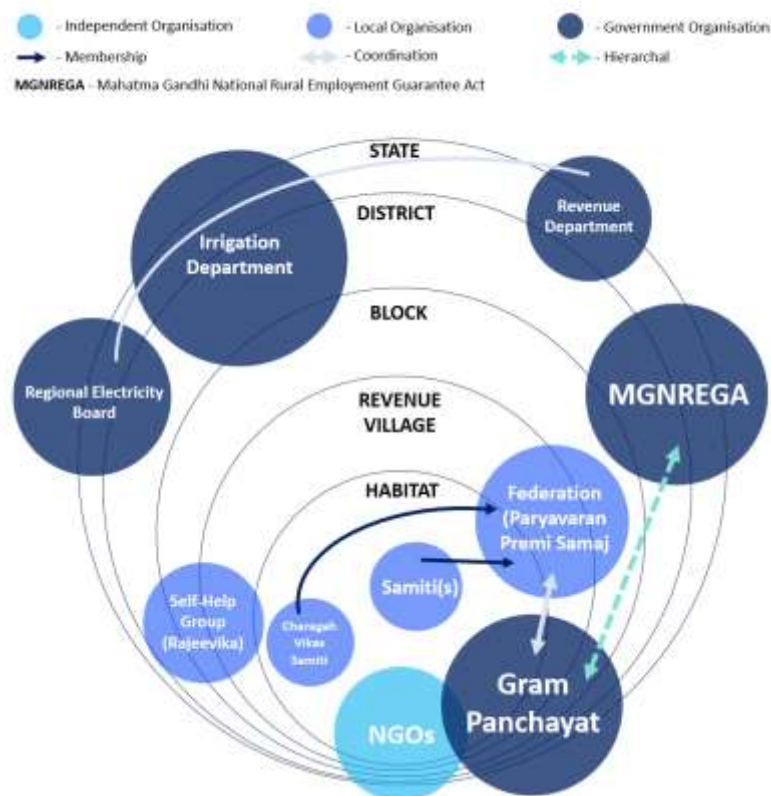 - Independent Organisation
- Local Organisation
- Government Organisation
- Membership
- Coordination
- Hierarchal
MGNREGA - Mahatma Gandhi National Rural Employment Guarantee Act
STATE
Revenue
Department
DISTRICT
Irrigation
Department
BLOCK
Regional Electricity
Board
MGNREGA
REVENUE
VILLAGE
HABITAT
Federation
(Paryavaran
Premi Samaj
Samiti(s)
Self-Help
Group
(Rajeevika)
Charagah
Vikas
Samiti
Gram
Panchayat
NGOs